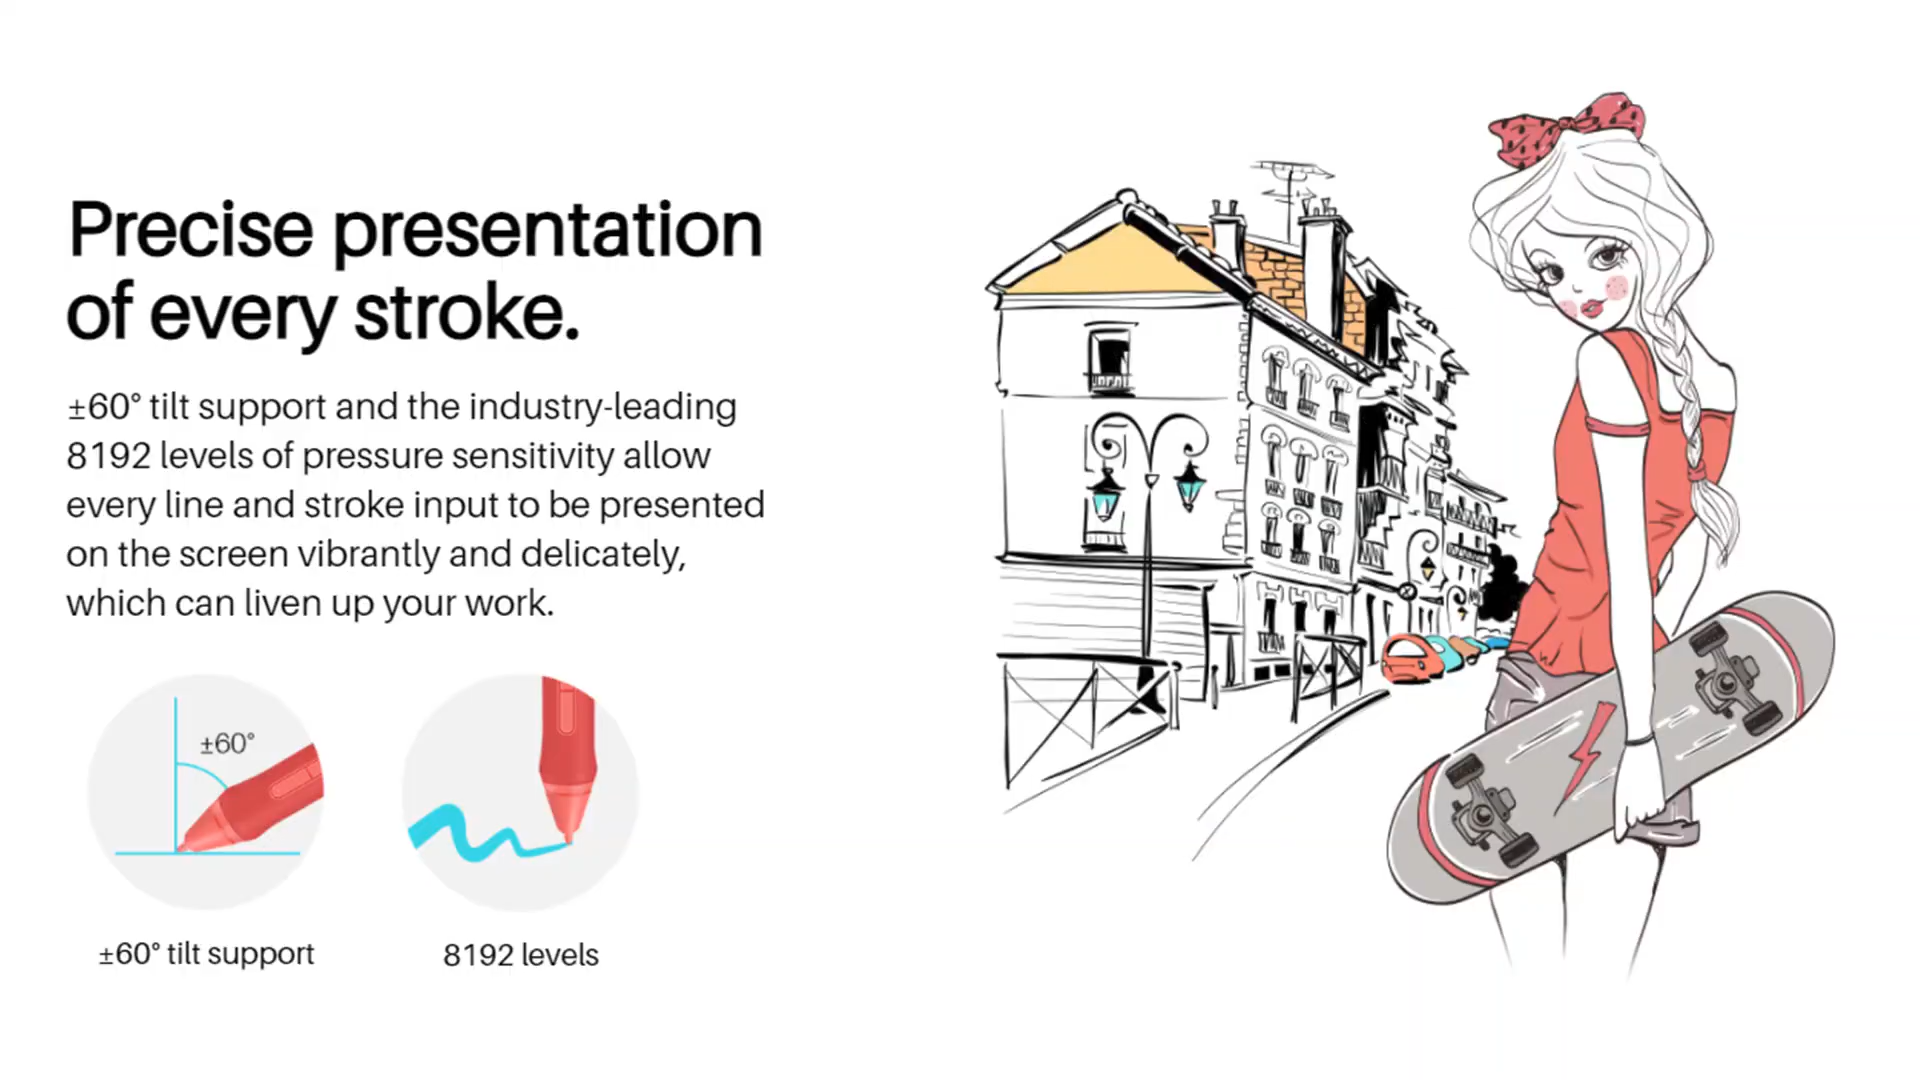 Precise presentation
of every stroke.
±60° tilt support and the industry-leading
8192 levels of pressure sensitivity allow
every line and stroke input to be presented
on the screen vibrantly and delicately,
which can liven up your work.
±60°
±60° tilt support
8192 levels